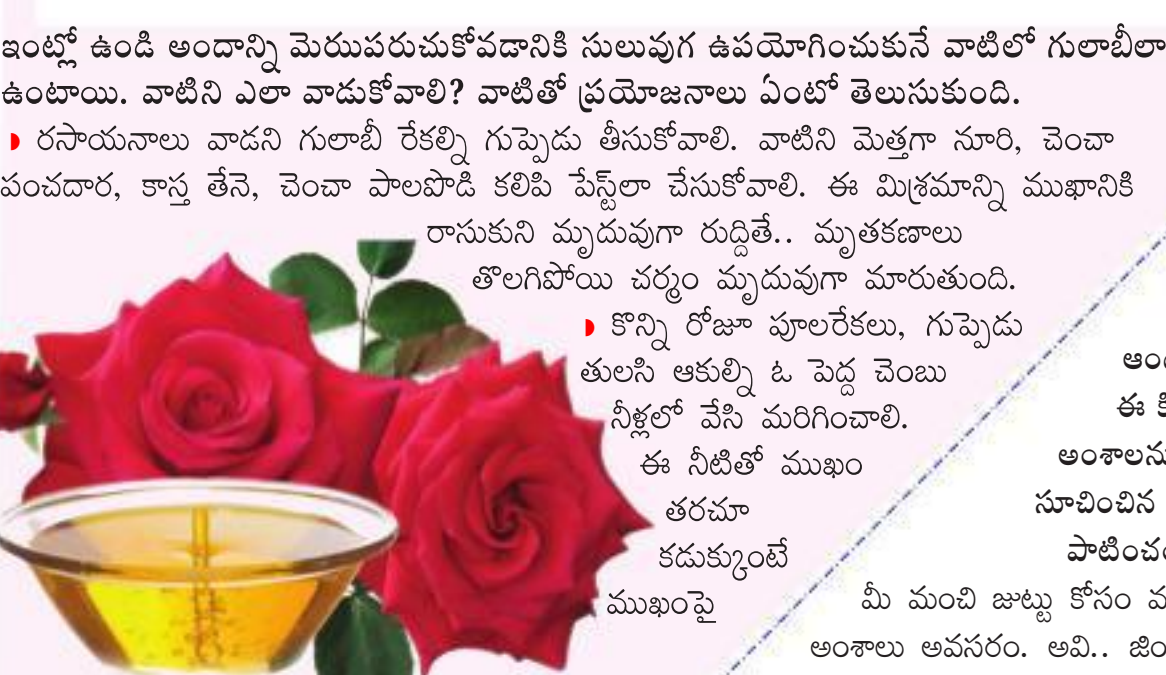 ఇంట్లో ఉండి అందాన్ని మెరుుపరుచుకోవడానికి సులువుగ ఉపయోగించుకునే వాటిలో గులాబీలా
ఉంటాయి. వాటిని ఎలా వాడుకోవాలి? వాటితో ప్రయోజనాలు ఏంటో తెలుసుకుంది.
రసాయనాలు వాడని గులాబీ రేకల్ని గుప్పెడు తీసుకోవాలి. వాటిని మెత్తగా నూరి, చెంచా
పంచదార, కాస్త తేనె, చెంచా పాలపొడి కలిపి పేస్ట్‌లా చేసుకోవాలి. ఈ మిశ్రమాన్ని ముఖానికి
రాసుకుని మృదువుగా రుద్దితే.. మృతకణాలు
తొలగిపోయి చర్మం మృదువుగా మారుతుంది.
కొన్ని రోజూ పూలరేకలు, గుప్పెడు
తులసి ఆకుల్ని ఓ పెద్ద చెంబు
నీళ్లలో వేసి మరిగించాలి.
ఈ నీటితో ముఖం
తరచూ
కడుక్కుంటే
ముఖంపై
ఈ
అంశాలను
సూచించిన
మీ మంచి జుట్టు కోసం
అంశాలు అవసరం. అవి..